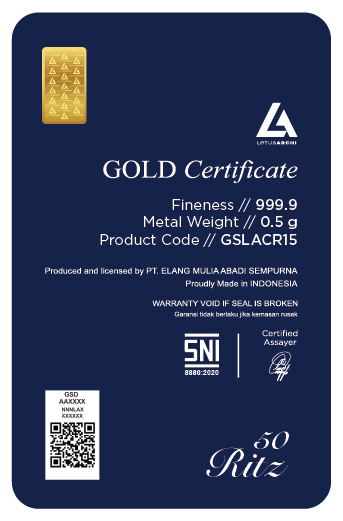 LOTUSARCHI
GOLD Certificate
Fineness // 999.9
Metal Weight // 0.5 g
Product Code // GSLACR15
Produced and licensed by PT. ELANG MULIA ABADI SEMPURNA
Proudly Made in INDONESIA
WARRANTY VOID IF SEAL IS BROKEN
Garansi tidak berlaku jika kemasan rusak
SNI
8880:2020
Certified
Assayer
GSD
AAXXXX
NNNLAX
XXXXXX
50
Ritz